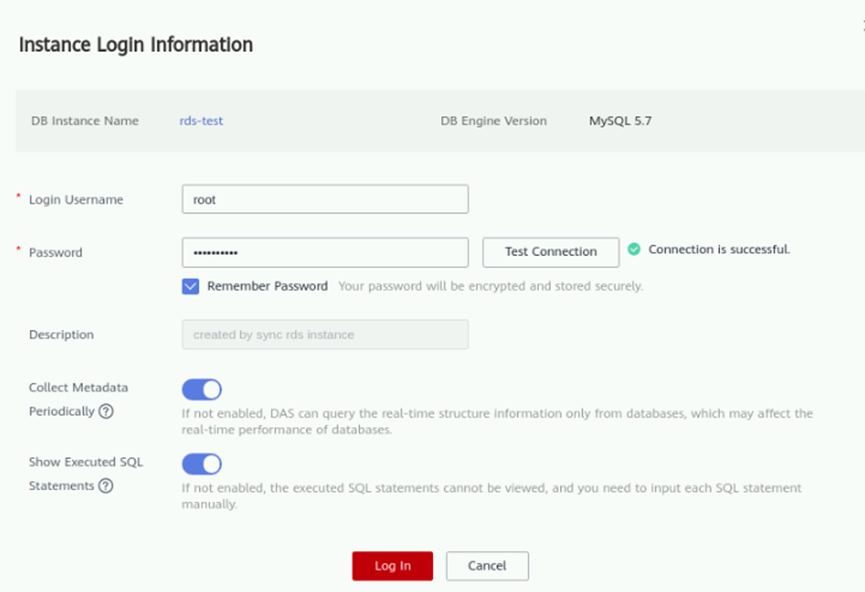 Instance Login Information
DB Instance Name rds-test DB Engine Version MySQL 5.7
* Login Username root
* Password •••••••••• Test Connection Connection is successful.
Remember Password Your password will be encrypted and stored securely.
Description created by sync rds instance
Collect Metadata
Periodically ?
If not enabled, DAS can query the real-time structure information only from databases, which may affect the
real-time performance of databases.
Show Executed SQL
Statements ?
If not enabled, the executed SQL statements cannot be viewed, and you need to input each SQL statement
manually.
Log In Cancel